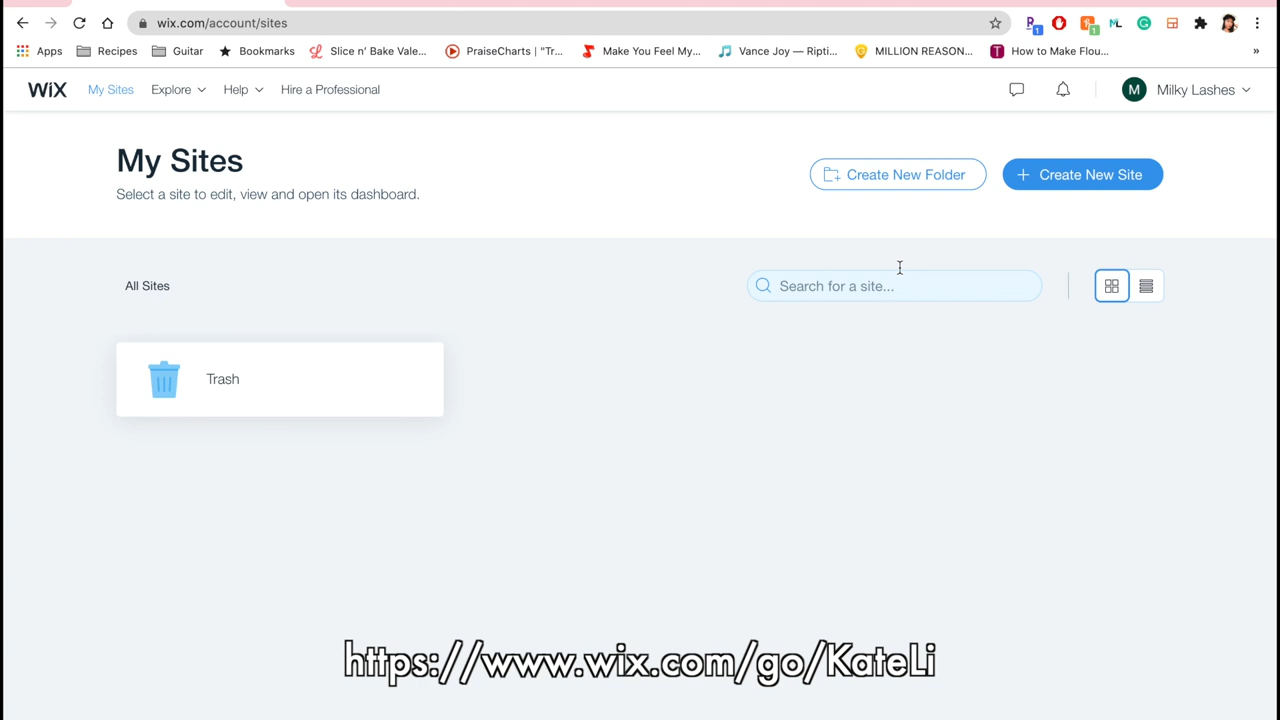 wix.com/account/sites
Apps Recipes Guitar Bookmarks Slice n' Bake Vale... PraiseCharts | "Tr... Make You Feel My... Vance Joy — Ripti... MILLION REASON... How to Make Flou... »
WiX My Sites Explore Help Hire a Professional M Milky Lashes
My Sites
Select a site to edit, view and open its dashboard.
Create New Folder + Create New Site
All Sites Search for a site...
Trash
https://www.wix.com/go/KateLi